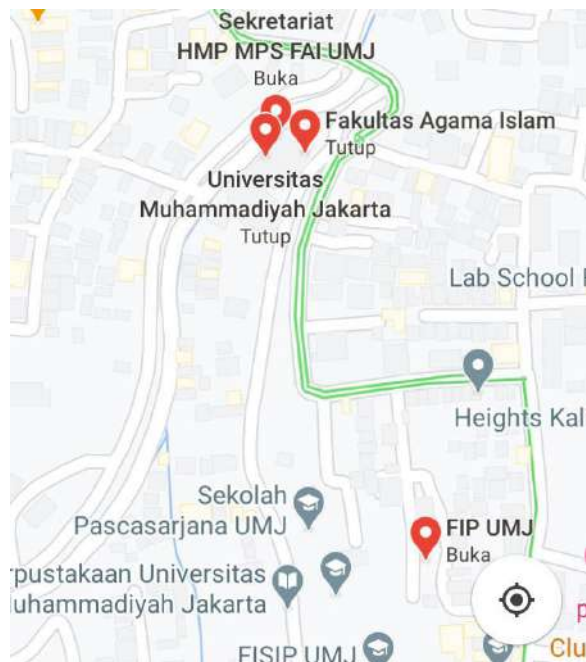 Sekretariat
HMP MPS FAI UMJ
Buka
Fakultas Agama Islam
Tutup
Universitas
Muhammadiyah Jakarta
Tutup
Lab School
Heights Kal
Sekolah
Pascasarjana UMJ
FIP UMJ
Buka
rpustakaan Universitas
luhammadiyah Jakarta
FISIP UMJ
p
Clu